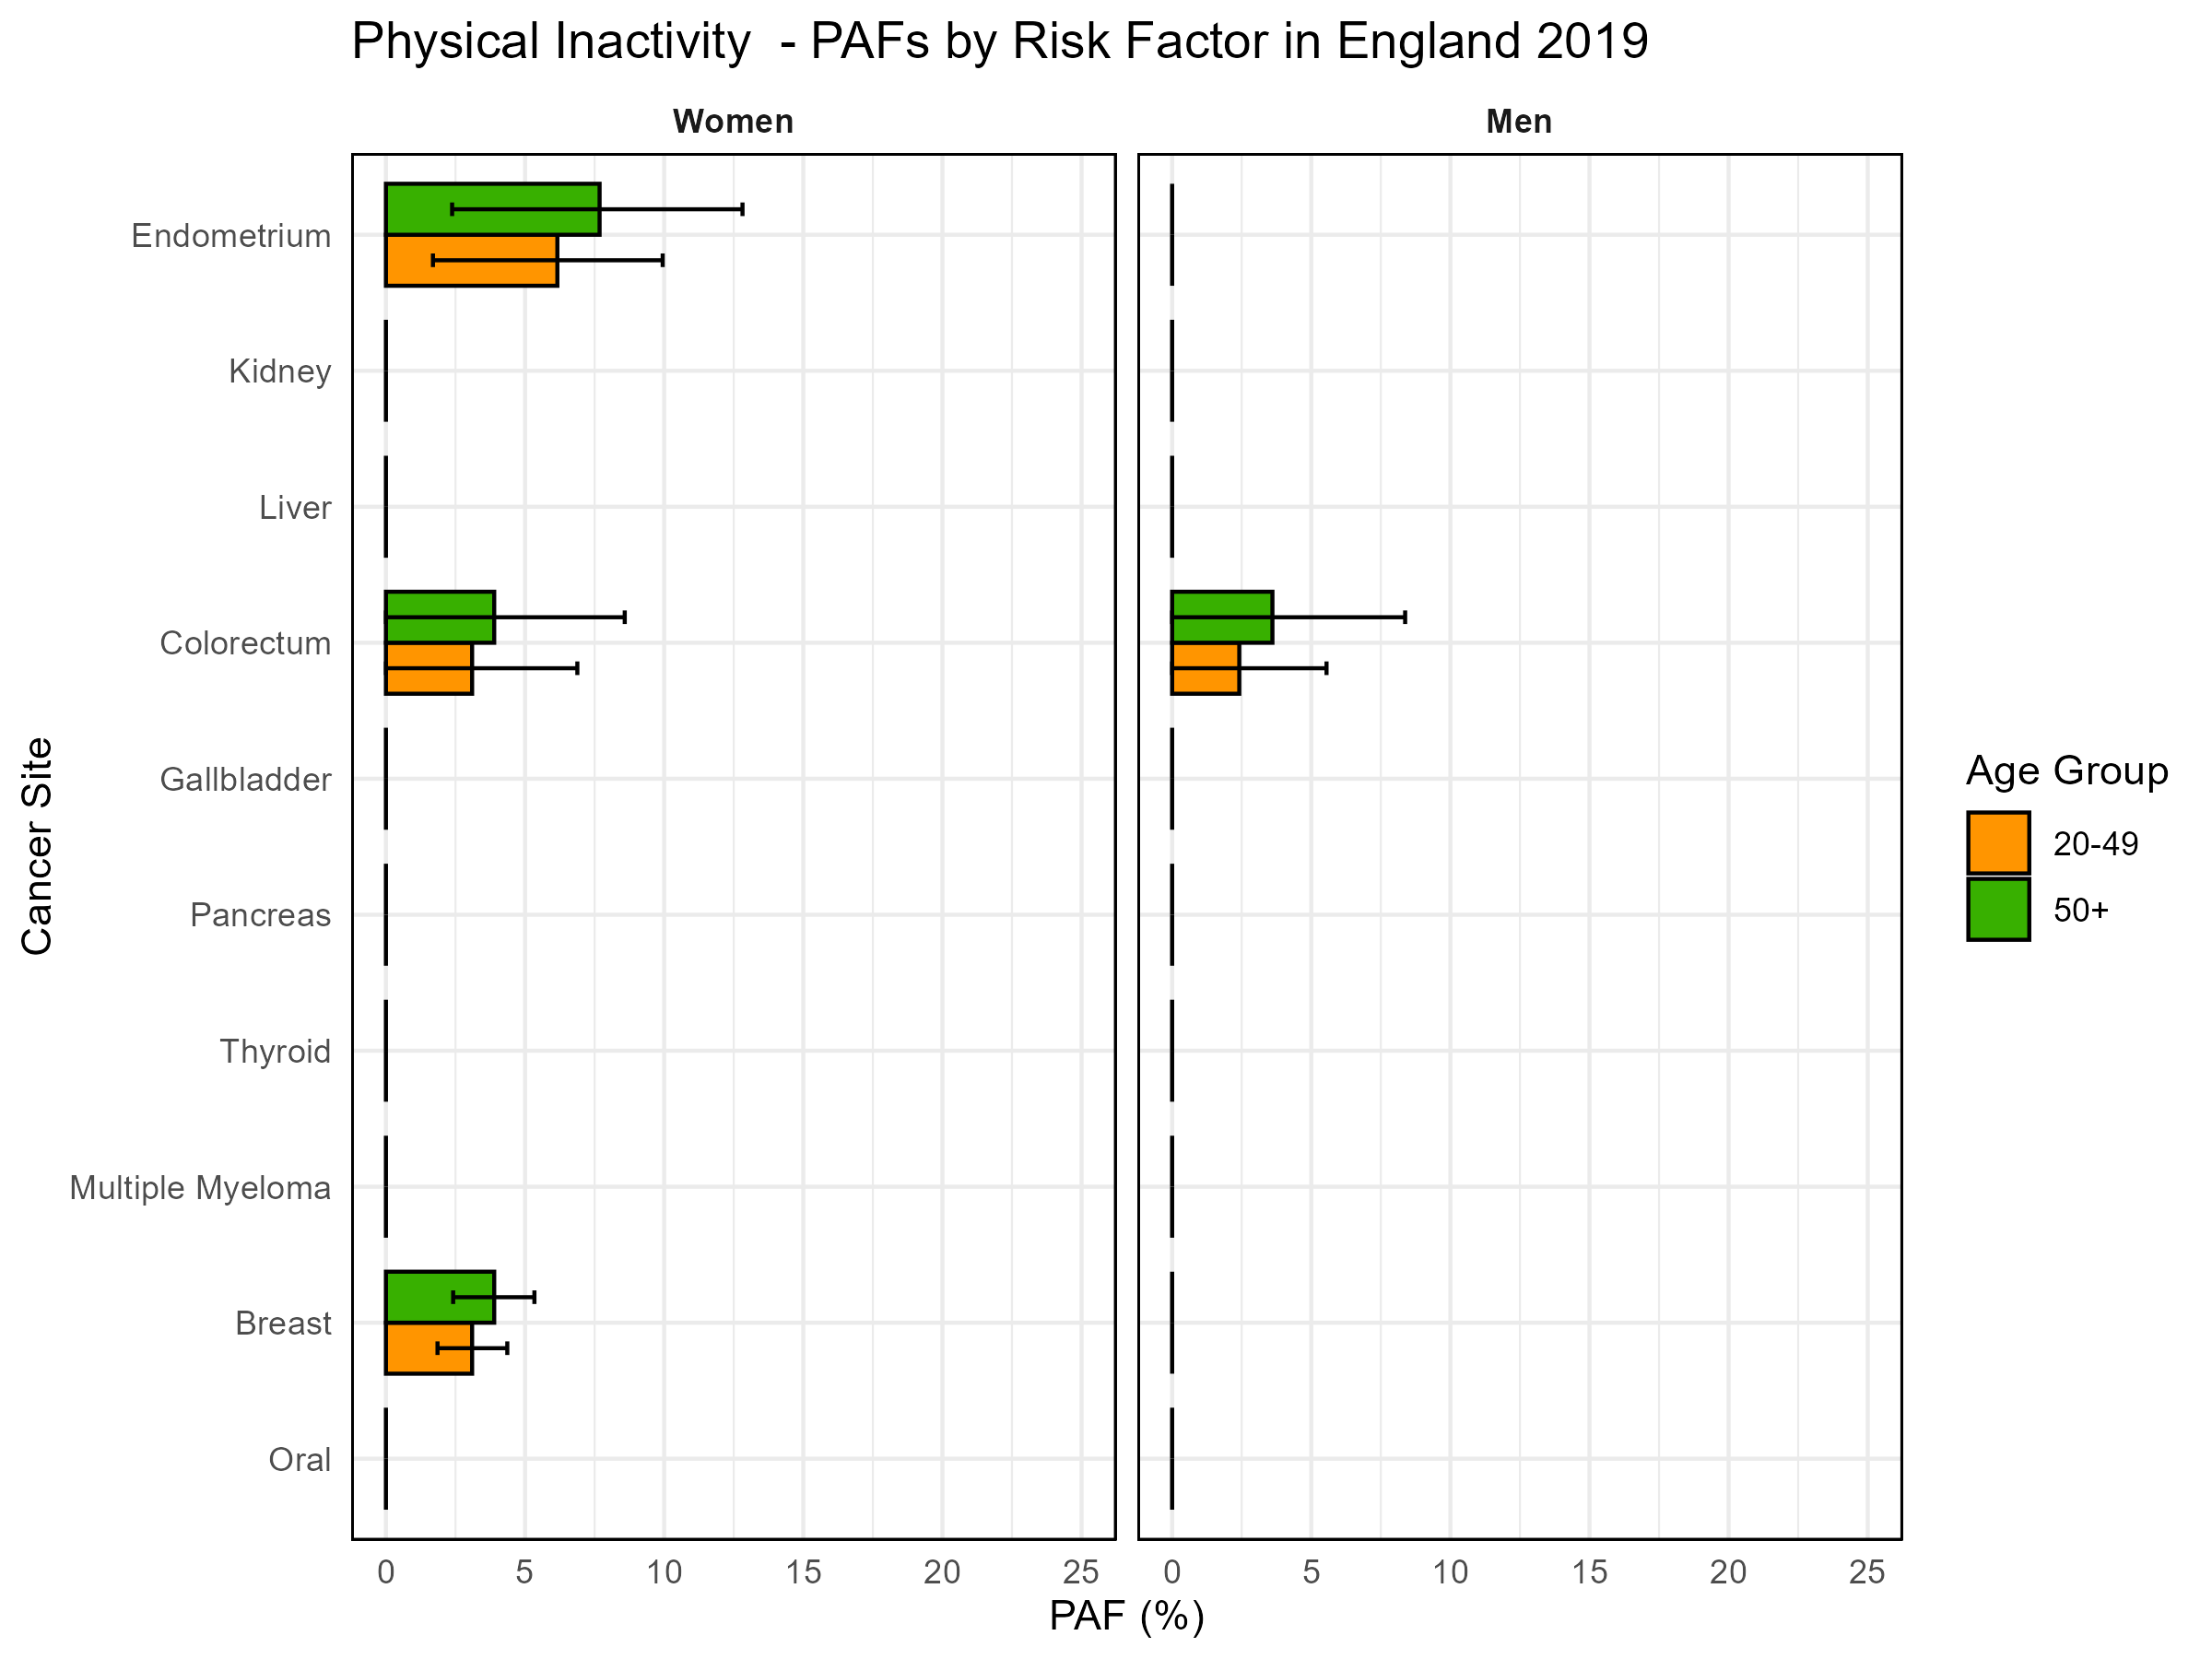 Physical Inactivity  - PAFs by Risk Factor in England 2019
Women
Men
Endometrium
Kidney
Liver
Colorectum
Gallbladder
Pancreas
Thyroid
Multiple Myeloma
Breast
Oral
Cancer Site
0 5 10 15 20 25
0 5 10 15 20 25
PAF (%)
Age Group
20-49
50+